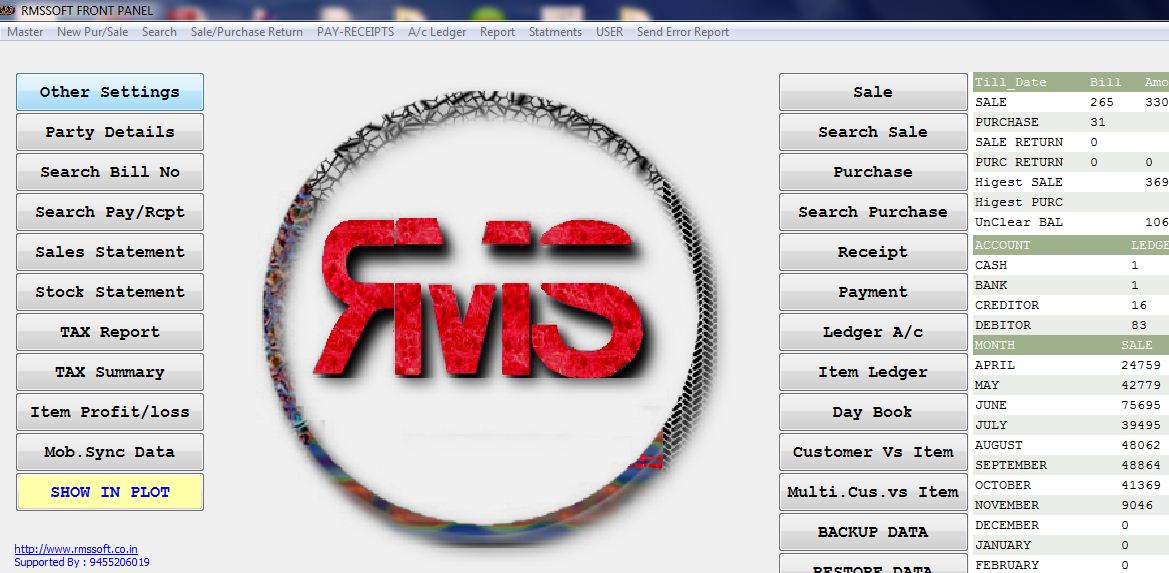 RMSSOFT FRONT PANEL
Master New Pur/Sale Search Sale/Purchase Return PAY-RECEIPTS A/c Ledger Report Statments USER Send Error Report
Other Settings
Party Details
Search Bill No
Search Pay/Rcpt
Sales Statement
Stock Statement
TAX Report
TAX Summary
Item Profit/loss
Mob.Sync Data
SHOW IN PLOT
http://www.rmssoft.co.in
Supported By : 9455206019
RMS
Sale
Search Sale
Purchase
Search Purchase
Receipt
Payment
Ledger A/c
Item Ledger
Day Book
Customer Vs Item
Multi.Cus.vs Item
BACKUP DATA
RESTORE DATA
Till_Date Bill Amo
SALE 265 330
PURCHASE 31
SALE RETURN 0
PURC RETURN 0 0
Higest SALE 369
Higest PURC
UnClear BAL 106
ACCOUNT LEDGE
CASH 1
BANK 1
CREDITOR 16
DEBITOR 83
MONTH SALE
APRIL 24759
MAY 42779
JUNE 75695
JULY 39495
AUGUST 48062
SEPTEMBER 48864
OCTOBER 41369
NOVEMBER 9046
DECEMBER 0
JANUARY 0
FEBRUARY 0